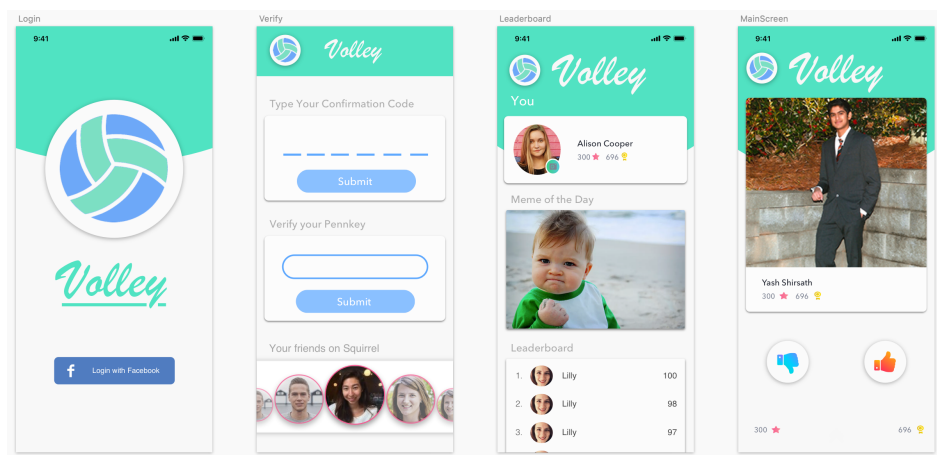 Login
9:41
Volley
f Login with Facebook
Verify
Volley
Type Your Confirmation Code
Submit
Verify your Pennkey
Submit
Your friends on Squirrel
Leaderboard
9:41
Volley
You
Alison Cooper
300 696
Meme of the Day
Leaderboard
1. Lilly 100
2. Lilly 98
3. Lilly 97
MainScreen
9:41
Volley
Yash Shirsath
300 696
300 696